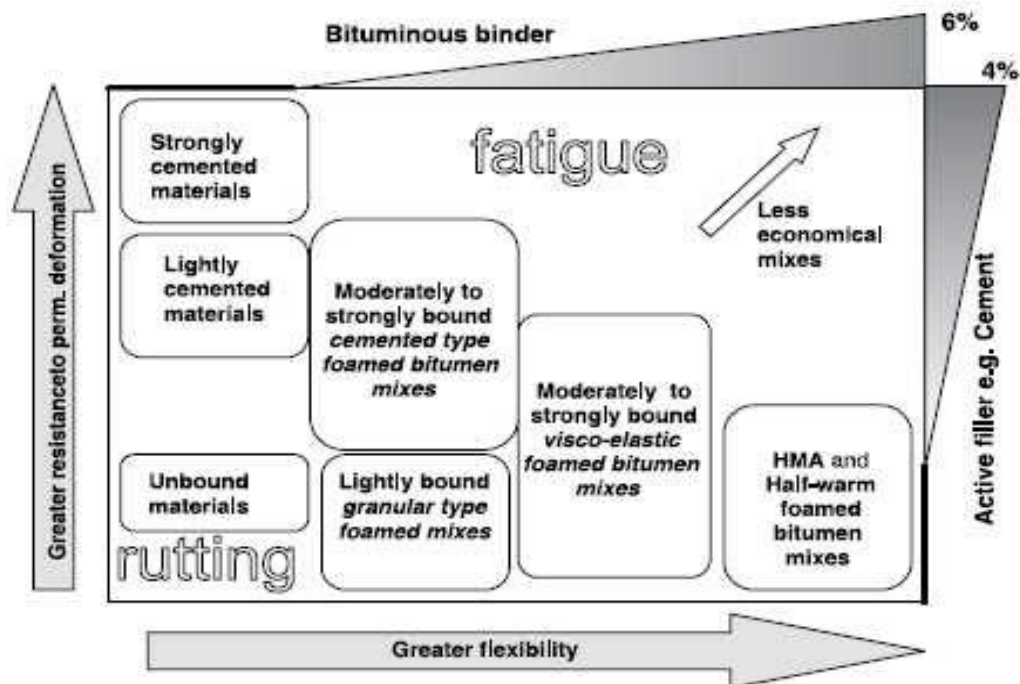 Bituminous binder
6%
4%
Greater resistanceto perm. deformation
Strongly
cemented
materials
fatigue
Less
economical
mixes
Lightly
cemented
materials
Moderately to
strongly bound
cemented type
foamed bitumen
mixes
Moderately to
strongly bound
visco-elastic
foamed bitumen
mixes
Active filler e.g. Cement
Unbound
materials
Lightly bound
granular type
foamed mixes
HMA and
Half-warm
foamed
bitumen
mixes
rutting
Greater flexibility